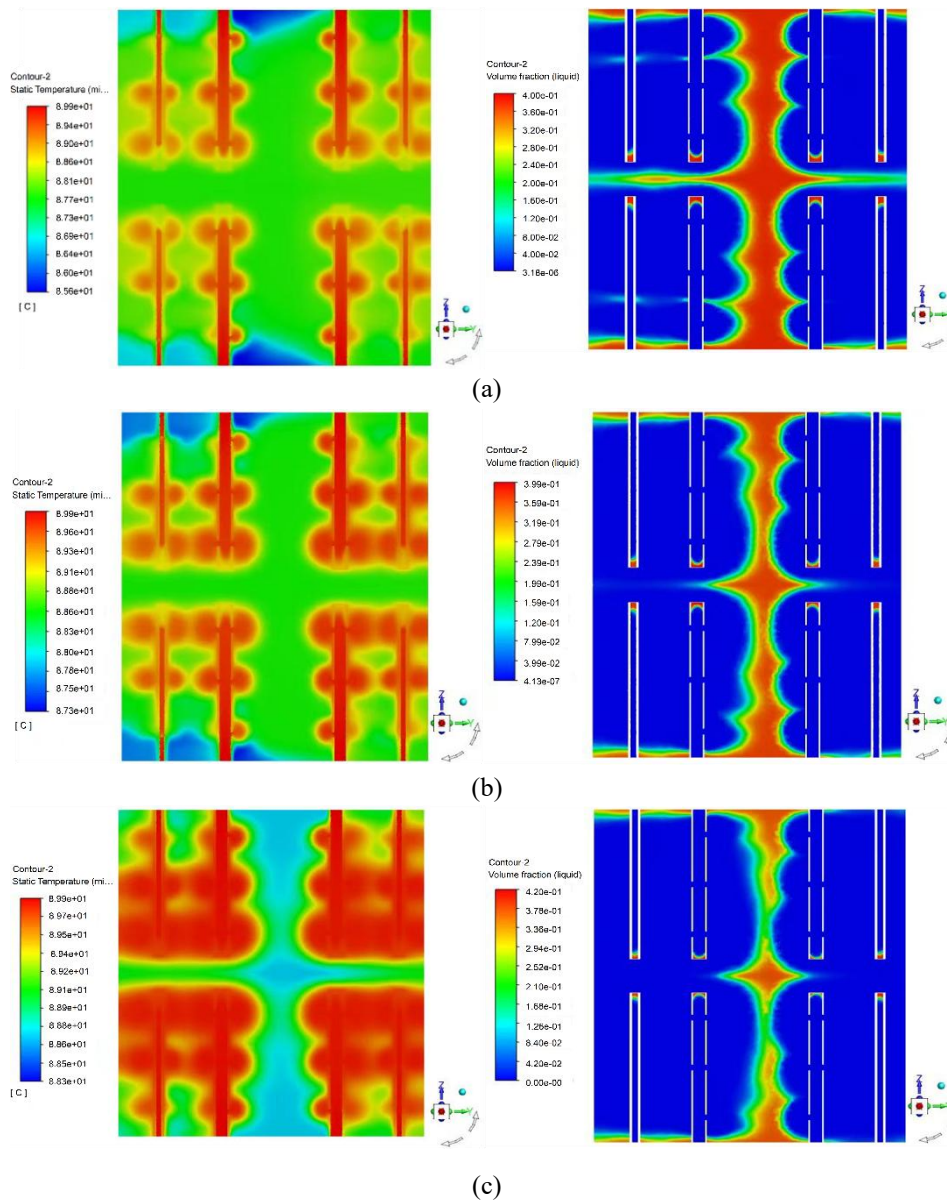 Contour-2
Static Temperature (mi...
8.99e+01
8.94e+01
8.90e+01
8.86e+01
8.81e+01
8.77e+01
8.73e+01
8.69e+01
8.64e+01
8.60e+01
8.56e+01
[ C ]
Z
Y
Contour-2
Volume fraction (liquid)
4.00e-01
3.60e-01
3.20e-01
2.80e-01
2.40e-01
2.00e-01
1.60e-01
1.20e-01
8.00e-02
4.00e-02
3.18e-06
Z
(a)
Contour-2
Static Temperature (mi...
8.99e+01
8.96e+01
8.93e+01
8.91e+01
8.88e+01
8.86e+01
8.83e+01
8.80e+01
8.78e+01
8.75e+01
8.73e+01
[ C ]
Z
Y
Contour-2
Volume fraction (liquid)
3.99e-01
3.59e-01
3.19e-01
2.79e-01
2.39e-01
1.99e-01
1.59e-01
1.20e-01
7.99e-02
3.99e-02
4.13e-07
Z
(b)
Contour-2
Static Temperature (mi...
8.99e+01
8.97e+01
8.95e+01
8.94e+01
8.92e+01
8.91e+01
8.89e+01
8.88e+01
8.86e+01
8.85e+01
8.83e+01
[ C ]
Z
Y
Contour-2
Volume fraction (liquid)
4.20e-01
3.78e-01
3.36e-01
2.94e-01
2.52e-01
2.10e-01
1.68e-01
1.26e-01
8.40e-02
4.20e-02
0.00e+00
Z
(c)